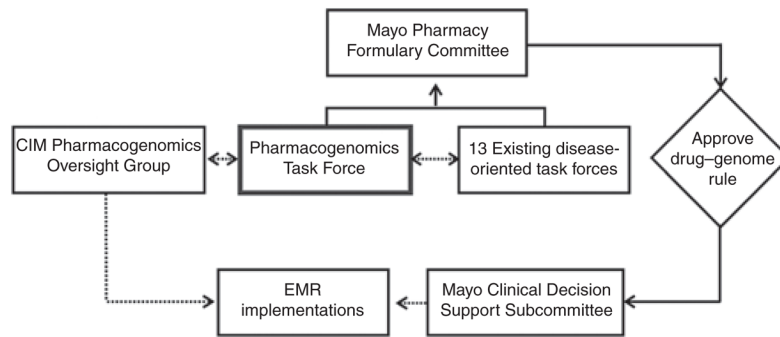 Mayo Pharmacy
Formulary Committee
CIM Pharmacogenomics
Oversight Group
Pharmacogenomics
Task Force
13 Existing disease-
oriented task forces
Approve
drug–genome
rule
EMR
implementations
Mayo Clinical Decision
Support Subcommittee